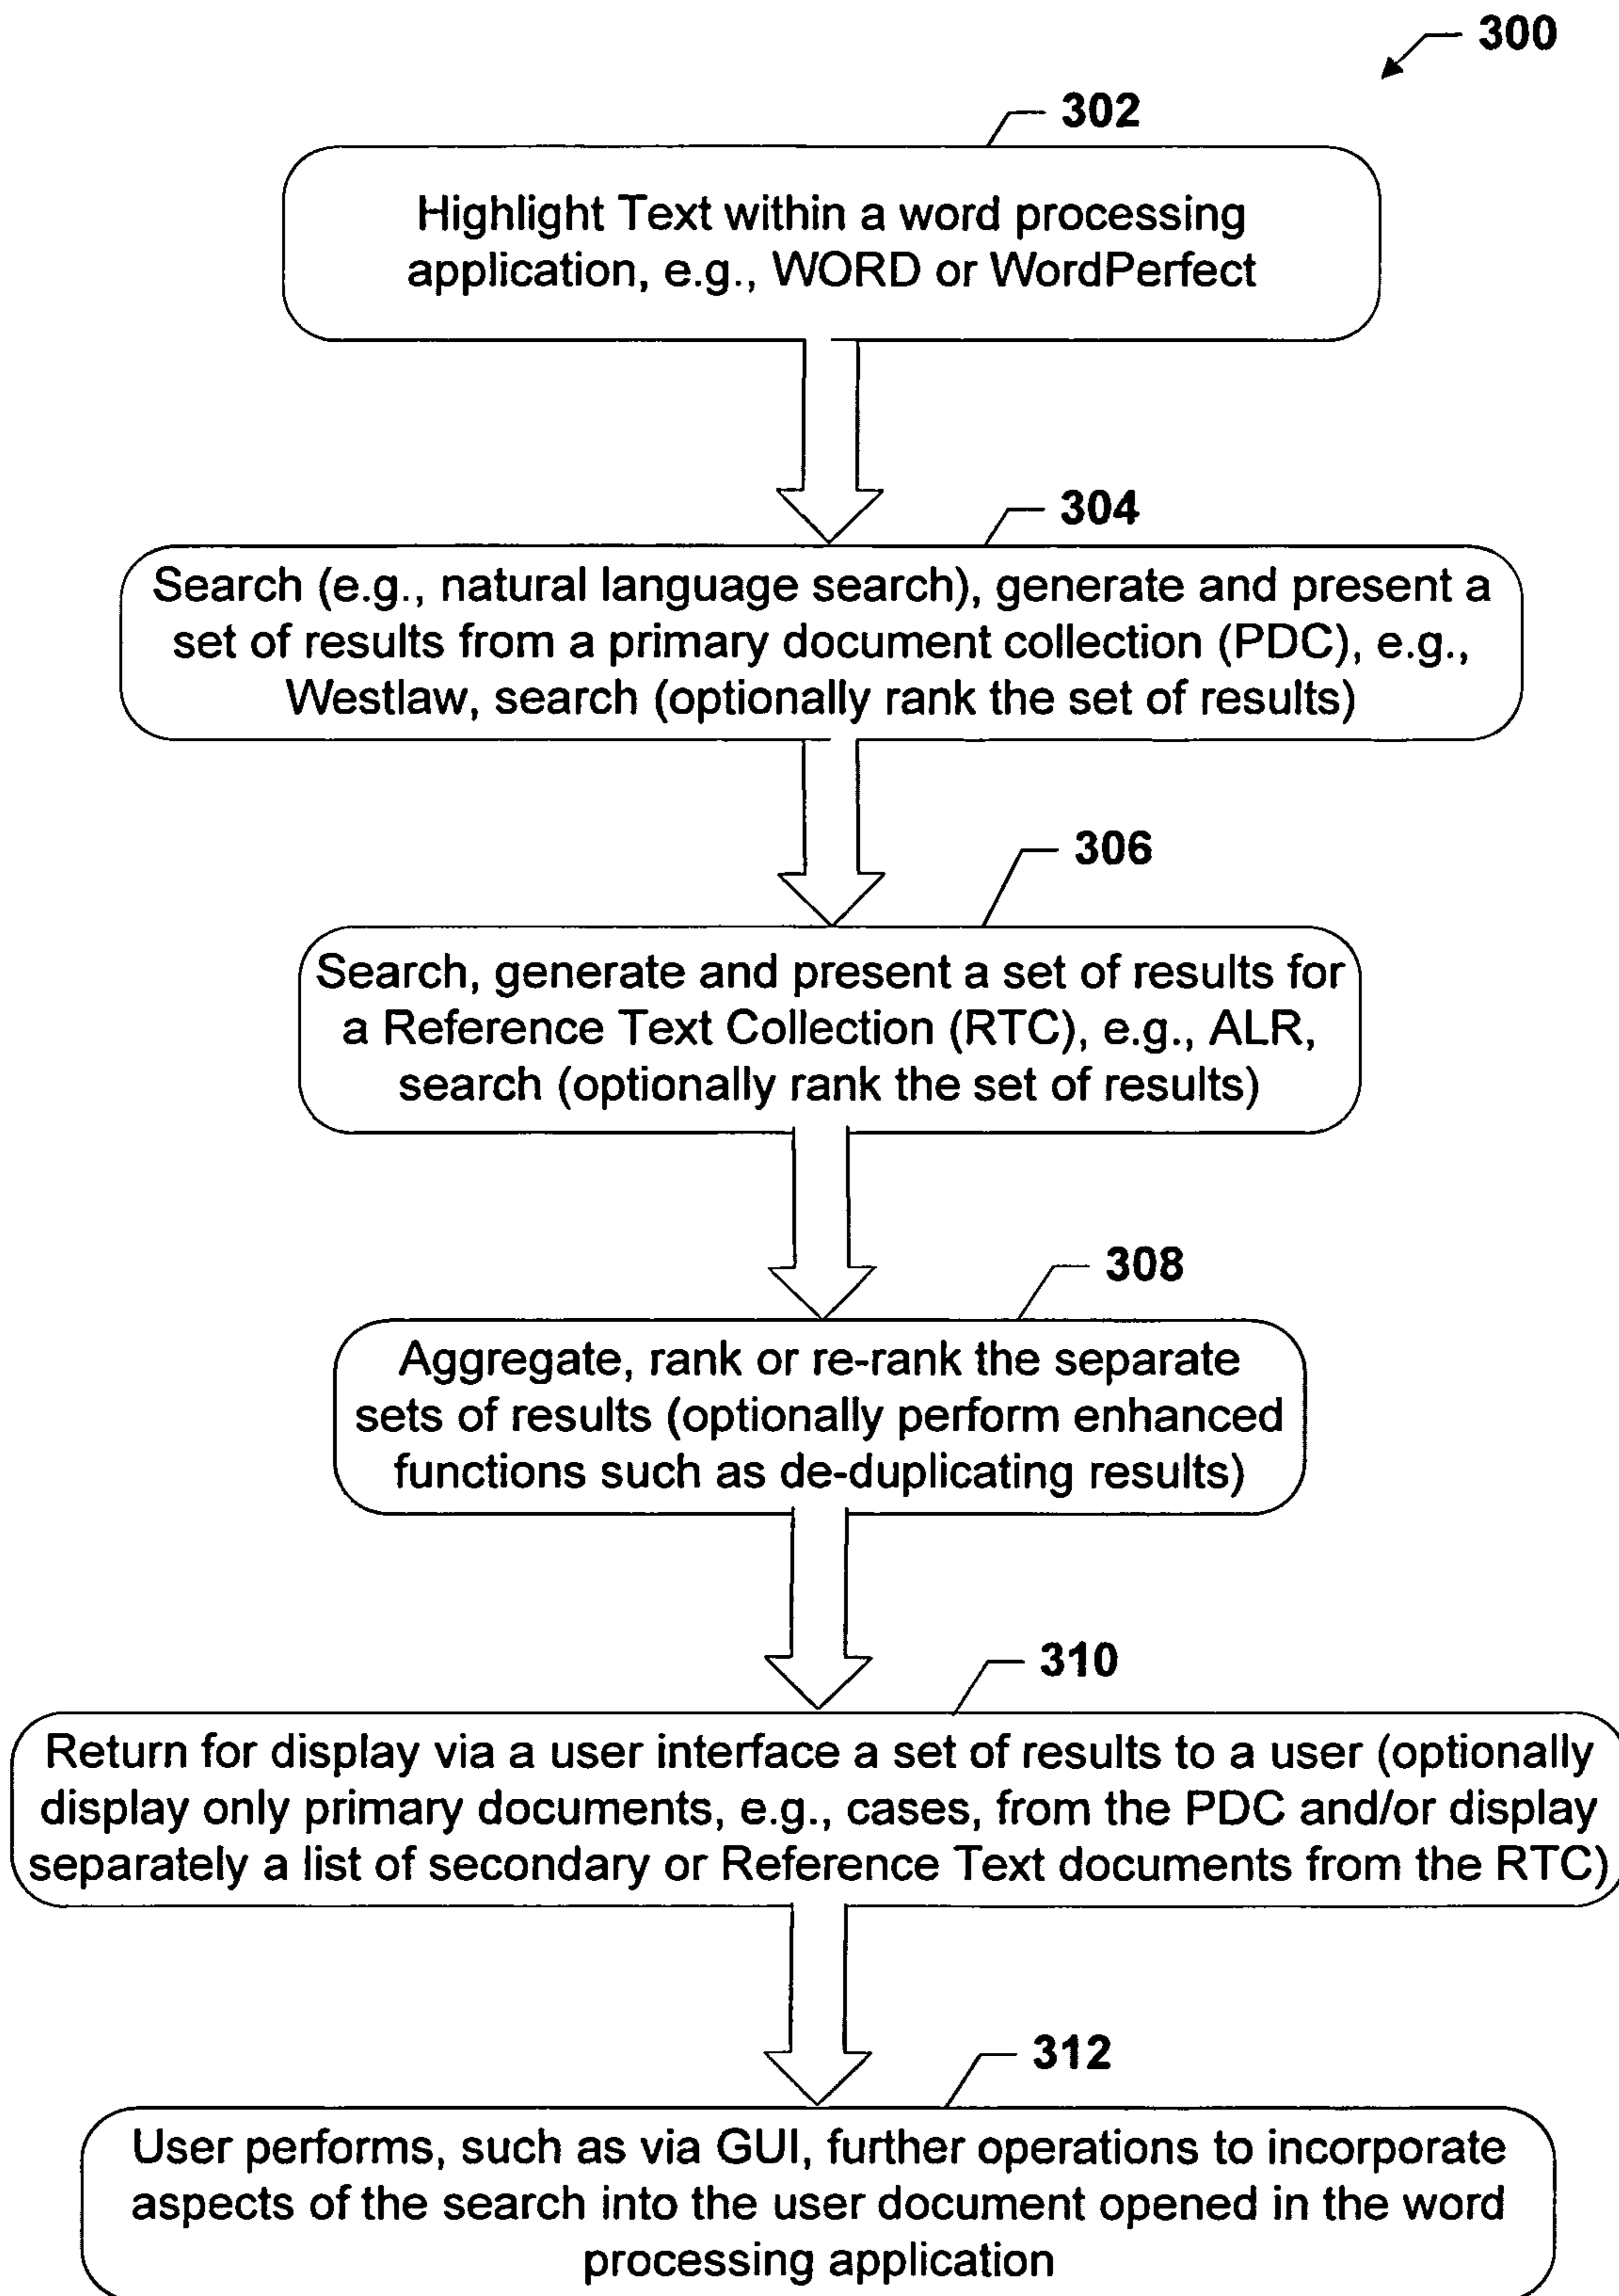 300
302
Highlight Text within a word processing
application, e.g., WORD or WordPerfect
304
Search (e.g., natural language search), generate and present a
set of results from a primary document collection (PDC), e.g.,
Westlaw, search (optionally rank the set of results)
306
Search, generate and present a set of results for
a Reference Text Collection (RTC), e.g., ALR,
search (optionally rank the set of results)
308
Aggregate, rank or re-rank the separate
sets of results (optionally perform enhanced
functions such as de-duplicating results)
310
Return for display via a user interface a set of results to a user (optionally
display only primary documents, e.g., cases, from the PDC and/or display
separately a list of secondary or Reference Text documents from the RTC)
312
User performs, such as via GUI, further operations to incorporate
aspects of the search into the user document opened in the word
processing application